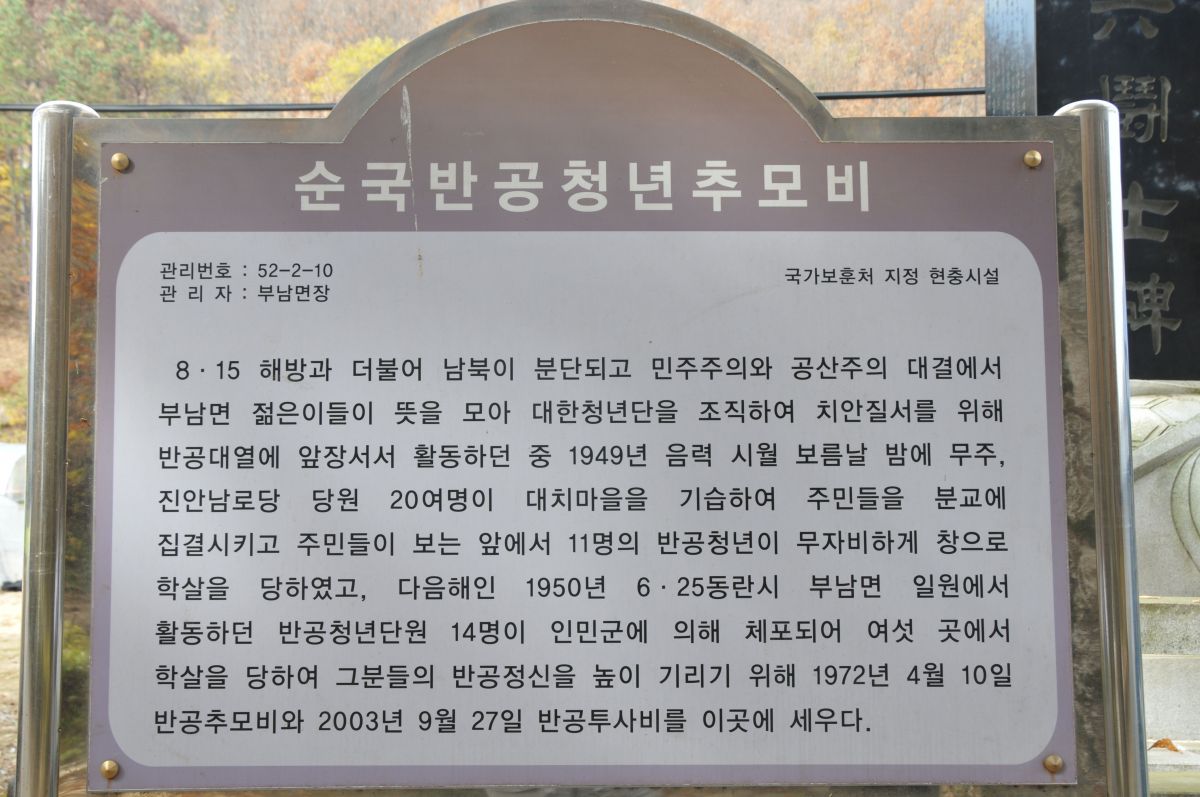 순국반공청년추모비
관리번호 : 52-2-10
관 리 자 : 부남면장
국가보훈처 지정 현충시설
8·15 해방과 더불어 남북이 분단되고 민주주의와 공산주의 대결에서
부남면 젊은이들이 뜻을 모아 대한청년단을 조직하여 치안질서를 위해
반공대열에 앞장서서 활동하던 중 1949년 음력 시월 보름날 밤에 무주,
진안남로당 당원 20여명이 대치마을을 기습하여 주민들을 분교에
집결시키고 주민들이 보는 앞에서 11명의 반공청년이 무자비하게 창으로
학살을 당하였고, 다음해인 1950년 6·25동란시 부남면 일원에서
활동하던 반공청년단원 14명이 인민군에 의해 체포되어 여섯 곳에서
학살을 당하여 그분들의 반공정신을 높이 기리기 위해 1972년 4월 10일
반공추모비와 2003년 9월 27일 반공투사비를 이곳에 세우다.
鬪
士
碑